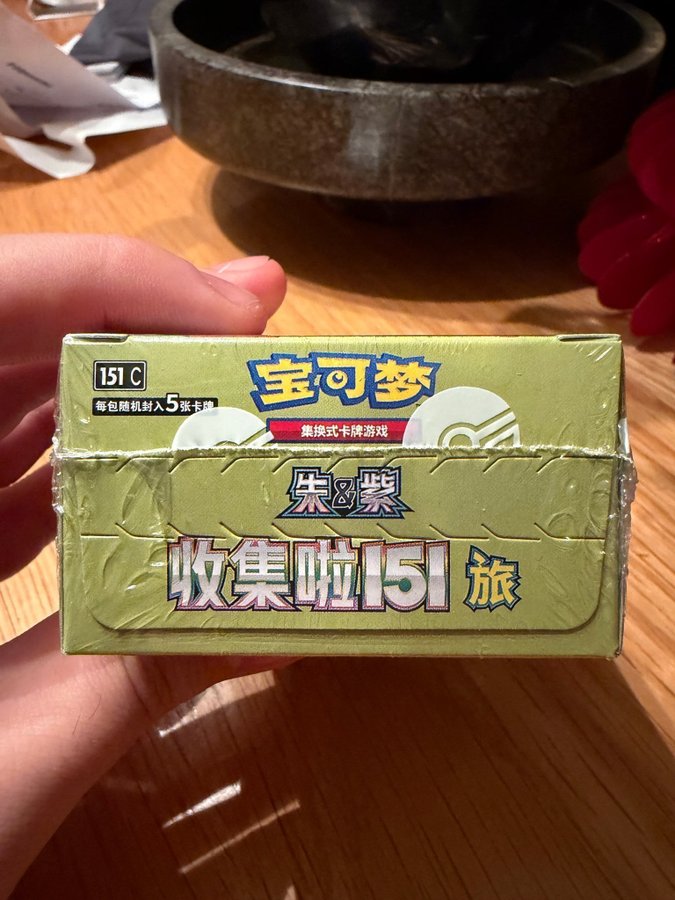 151 C
每包随机封入5张卡牌
宝可梦
集换式卡牌游戏
朱&紫
收集啦151 旅